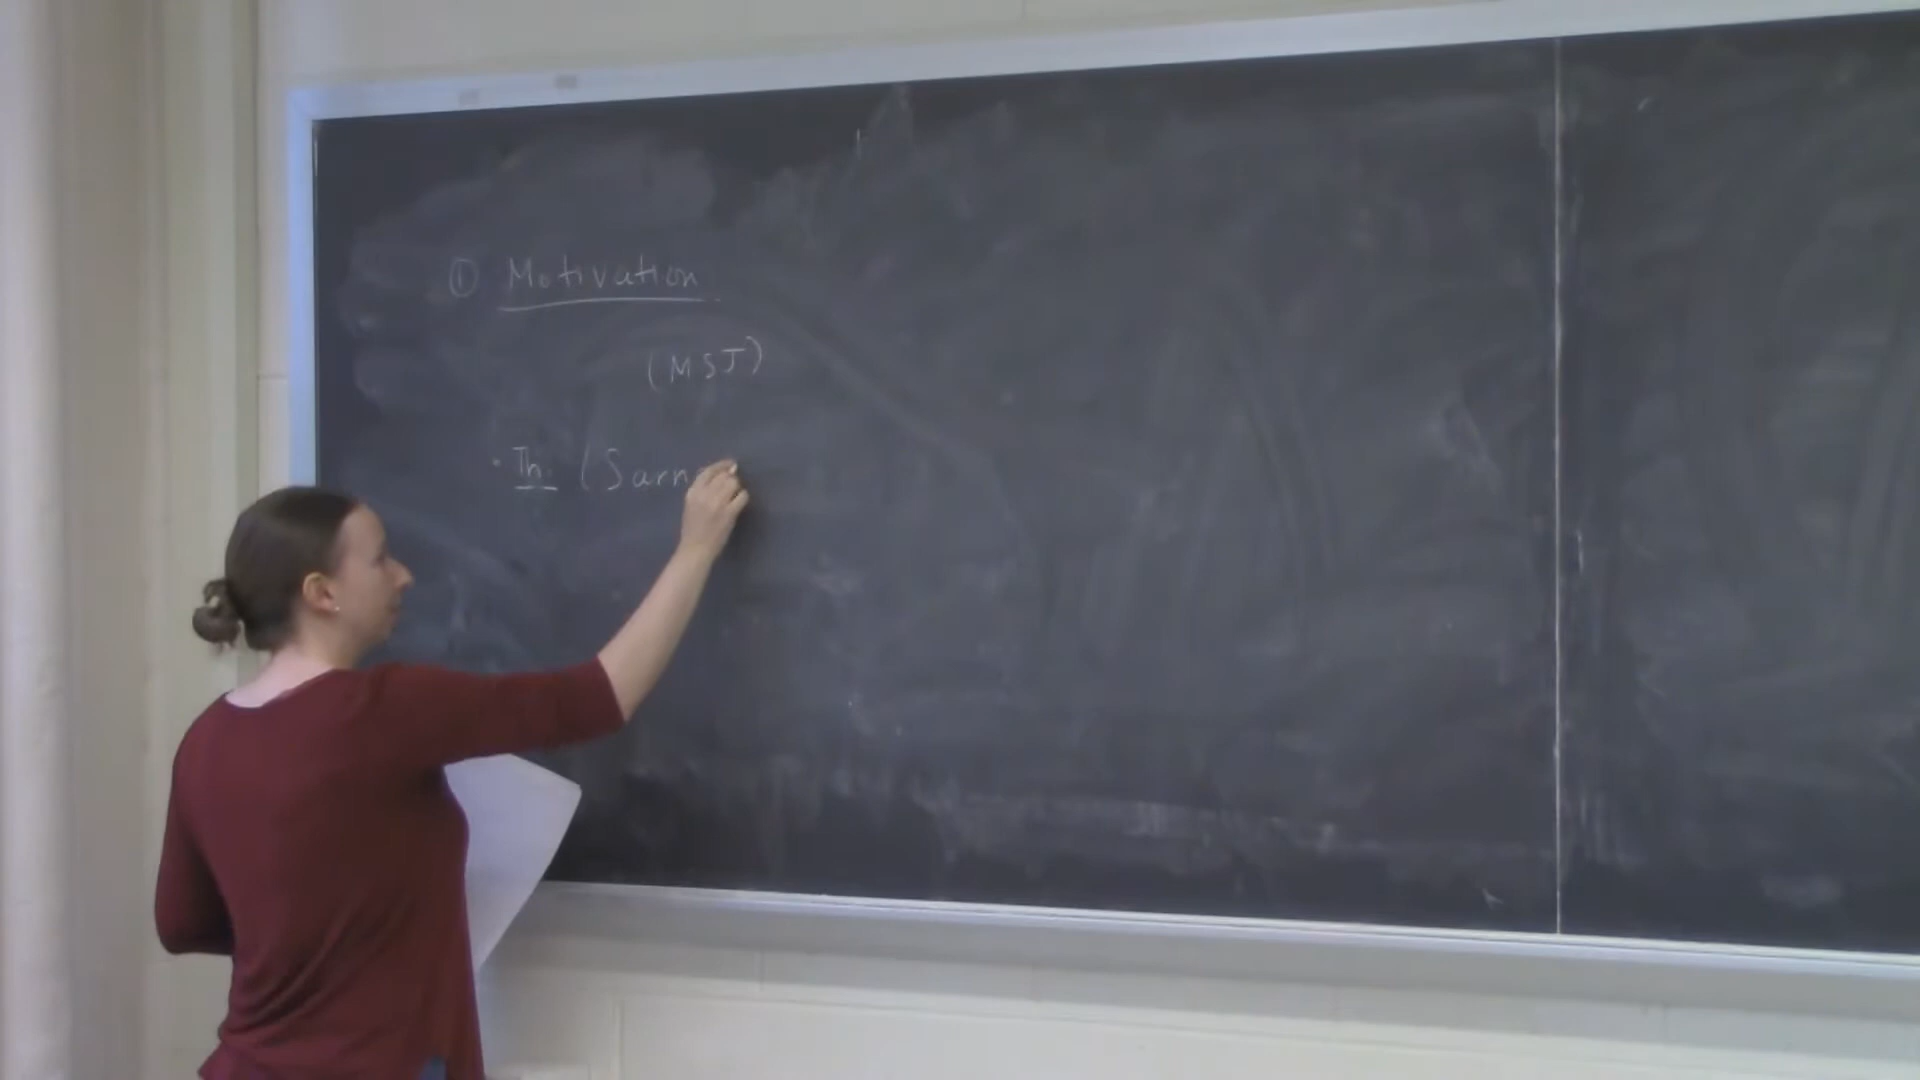 ① Motivation
(MSJ)
· Th. (Sarn